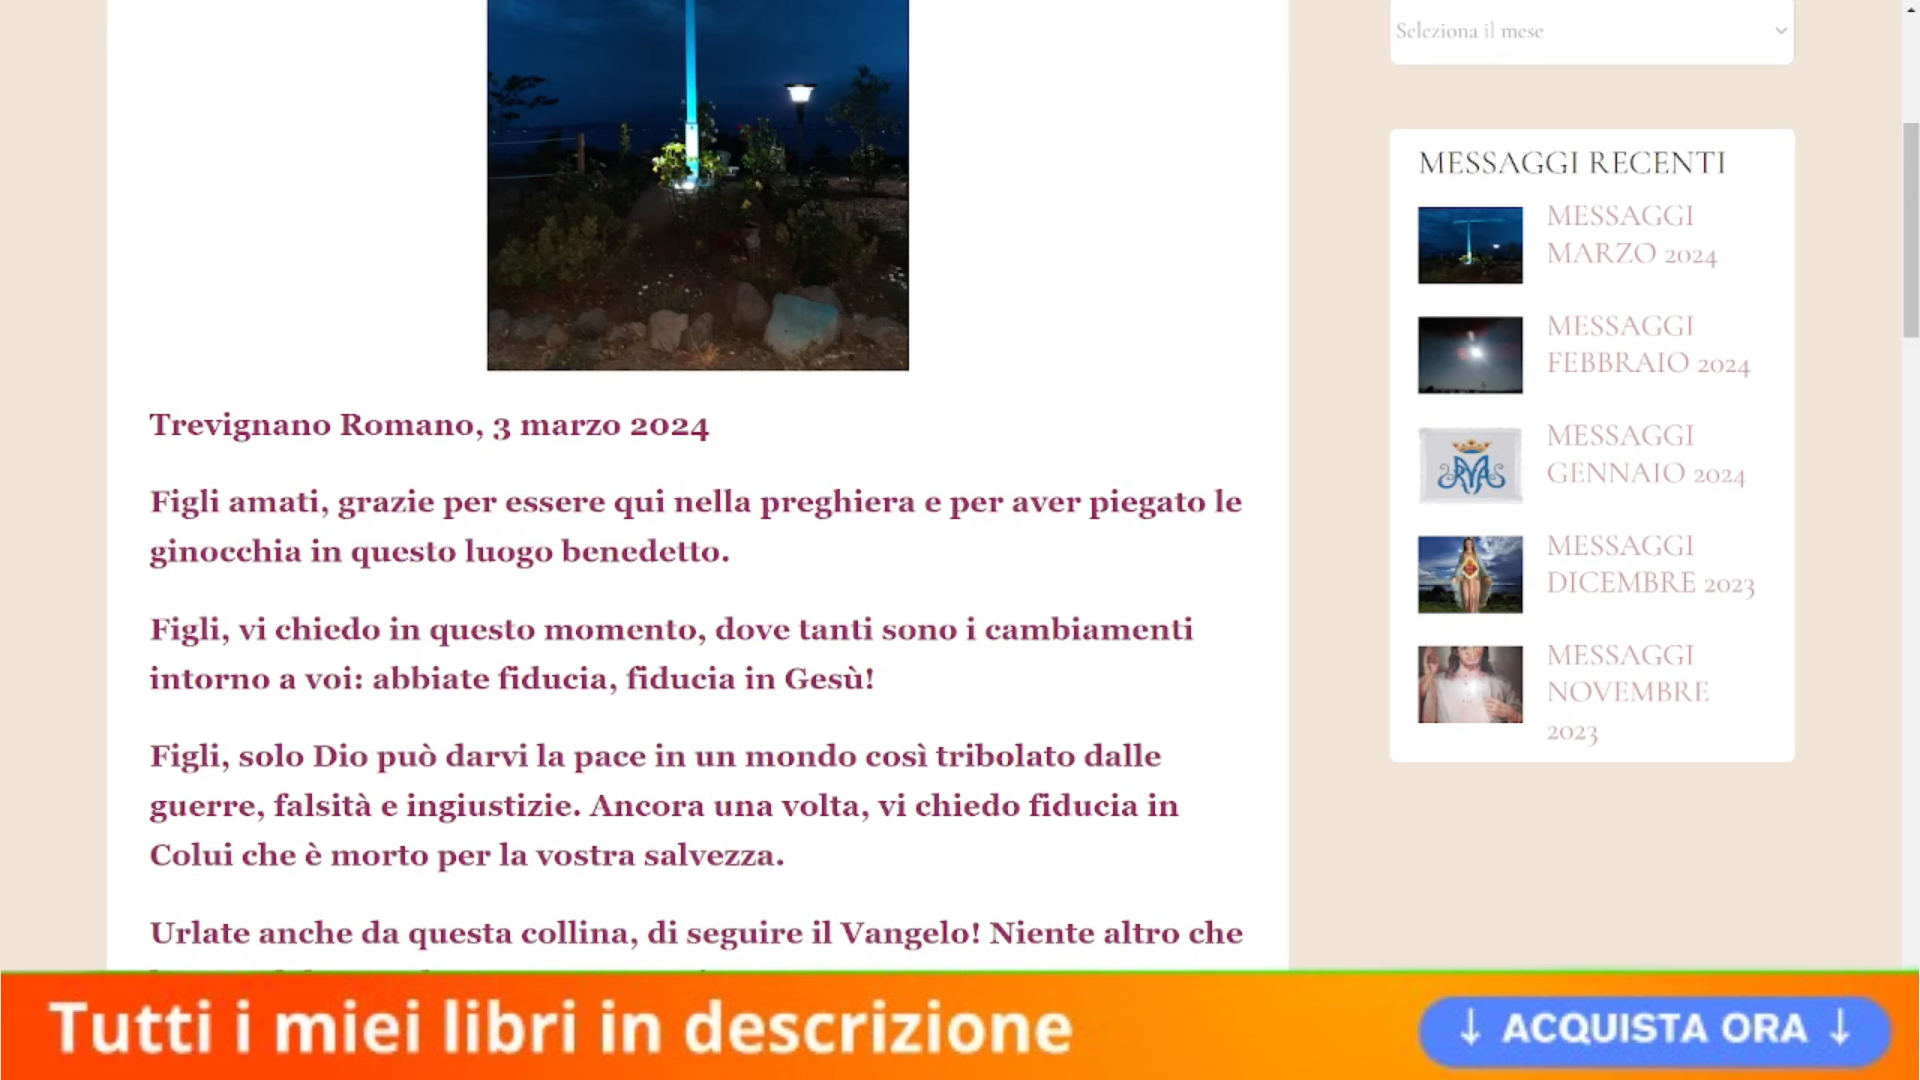 Seleziona il mese
MESSAGGI RECENTI
MESSAGGI
MARZO 2024
MESSAGGI
FEBBRAIO 2024
MESSAGGI
GENNAIO 2024
MESSAGGI
DICEMBRE 2023
MESSAGGI
NOVEMBRE
2023
Trevignano Romano, 3 marzo 2024
Figli amati, grazie per essere qui nella preghiera e per aver piegato le
ginocchia in questo luogo benedetto.
Figli, vi chiedo in questo momento, dove tanti sono i cambiamenti
intorno a voi: abbiate fiducia, fiducia in Gesù!
Figli, solo Dio può darvi la pace in un mondo così tribolato dalle
guerre, falsità e ingiustizie. Ancora una volta, vi chiedo fiducia in
Colui che è morto per la vostra salvezza.
Urlate anche da questa collina, di seguire il Vangelo! Niente altro che
Tutti i miei libri in descrizione
↓ ACQUISTA ORA ↓